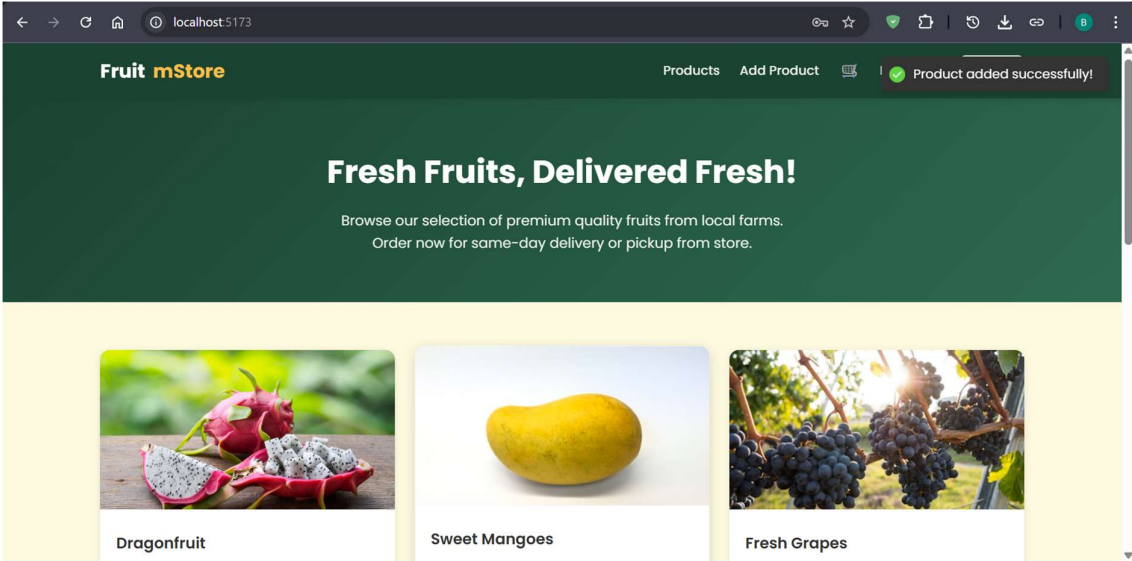 localhost:5173
B
Fruit mStore
Products Add Product
Product added successfully!
Fresh Fruits, Delivered Fresh!
Browse our selection of premium quality fruits from local farms.
Order now for same-day delivery or pickup from store.
Dragonfruit
Sweet Mangoes
Fresh Grapes